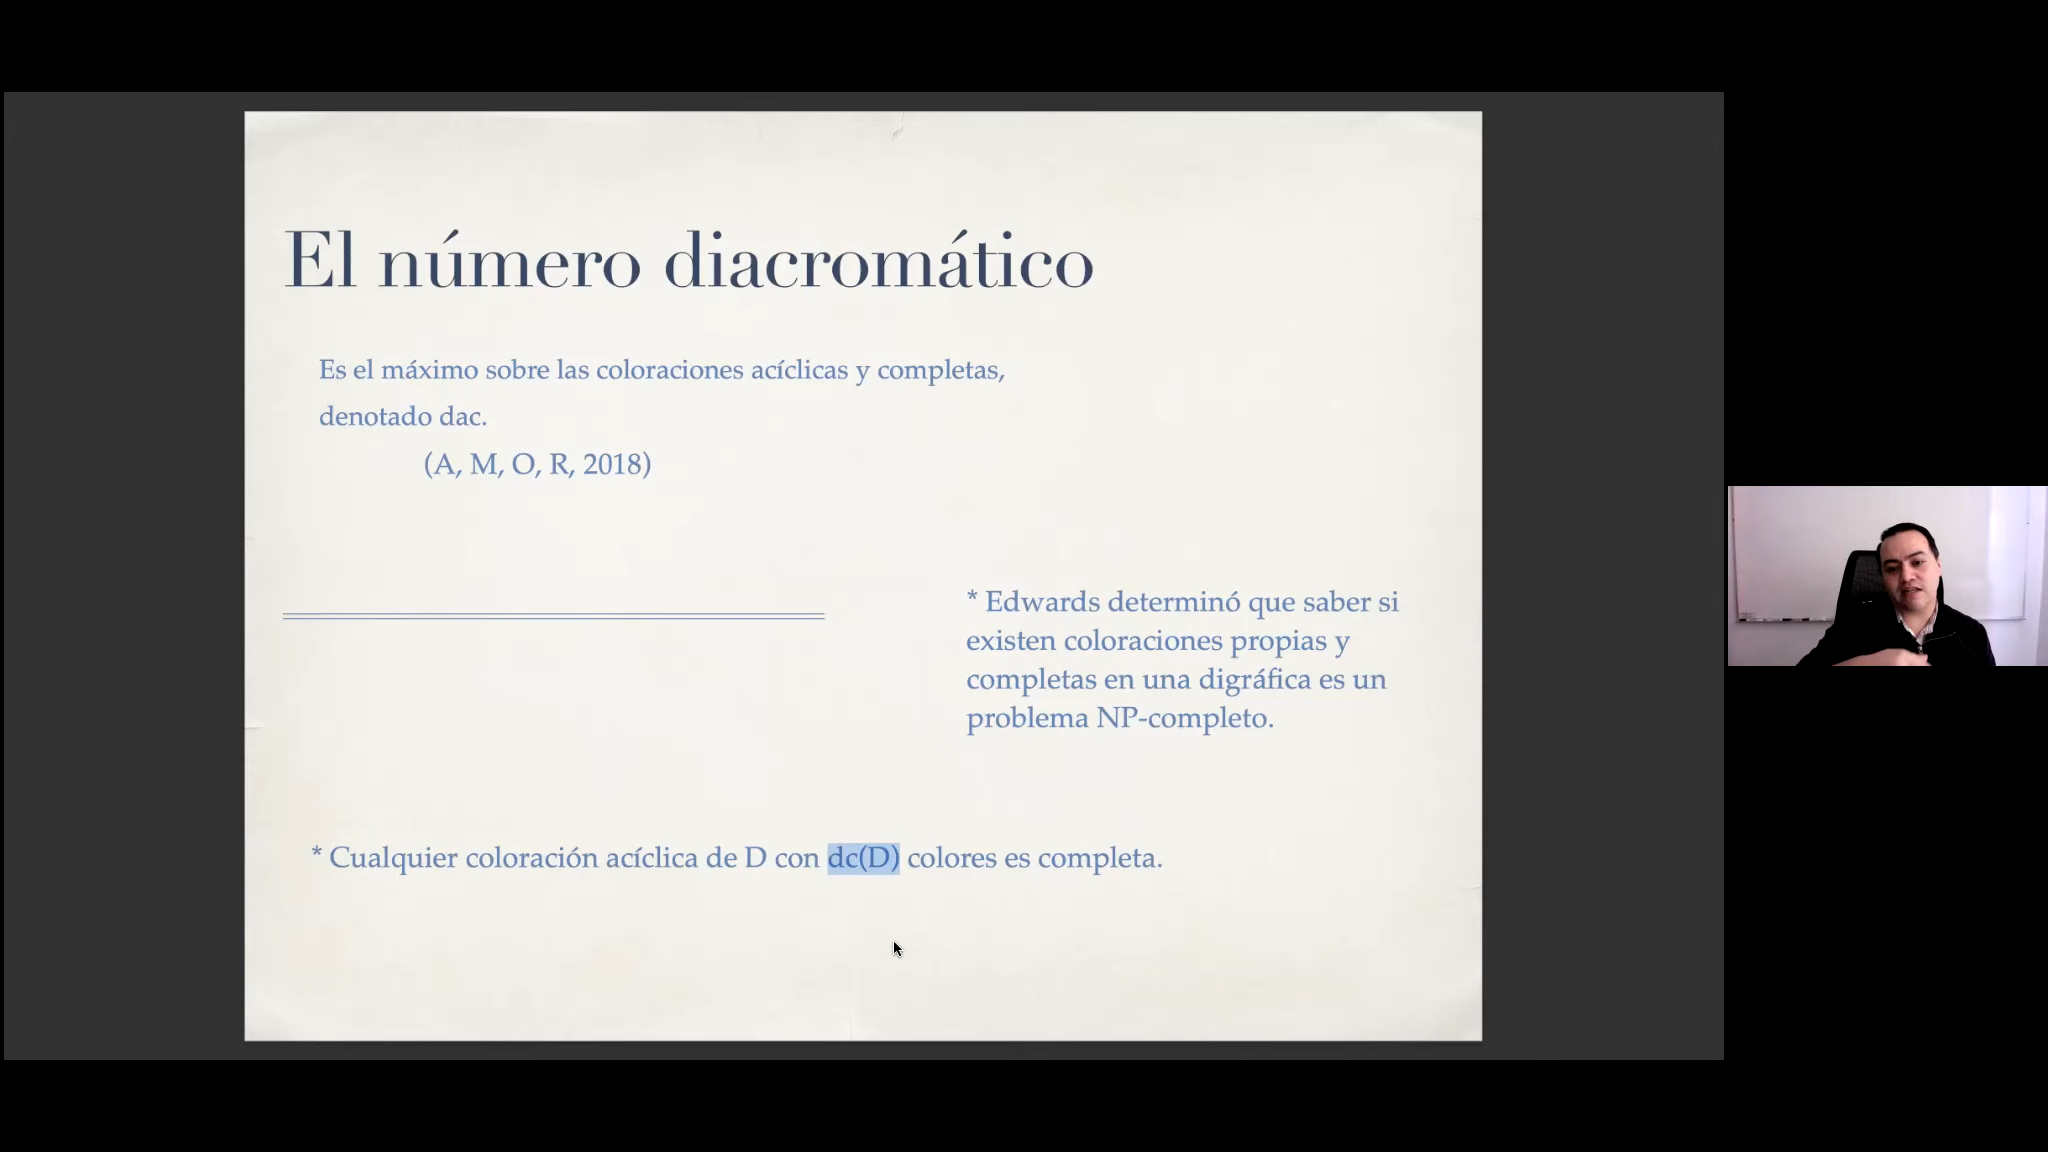 El número diacromático
Es el máximo sobre las coloraciones acíclicas y completas,
denotado dac.
(A, M, O, R, 2018)
* Edwards determinó que saber si
existen coloraciones propias y
completas en una digráfica es un
problema NP-completo.
* Cualquier coloración acíclica de D con dc(D) colores es completa.